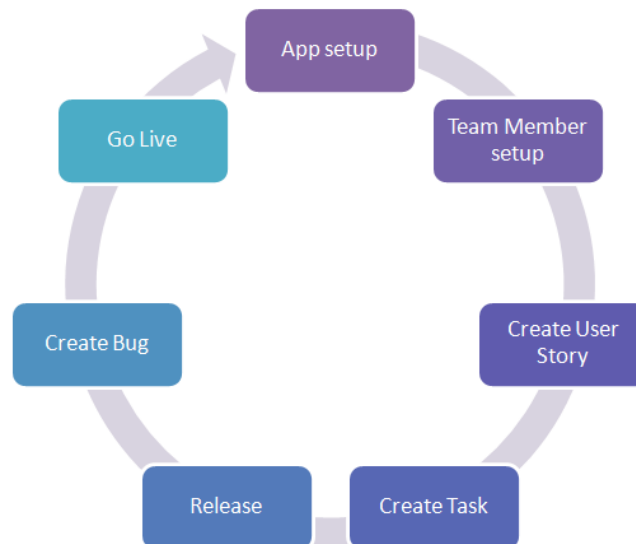 App setup
Team Member
setup
Create User
Story
Create Task
Release
Create Bug
Go Live